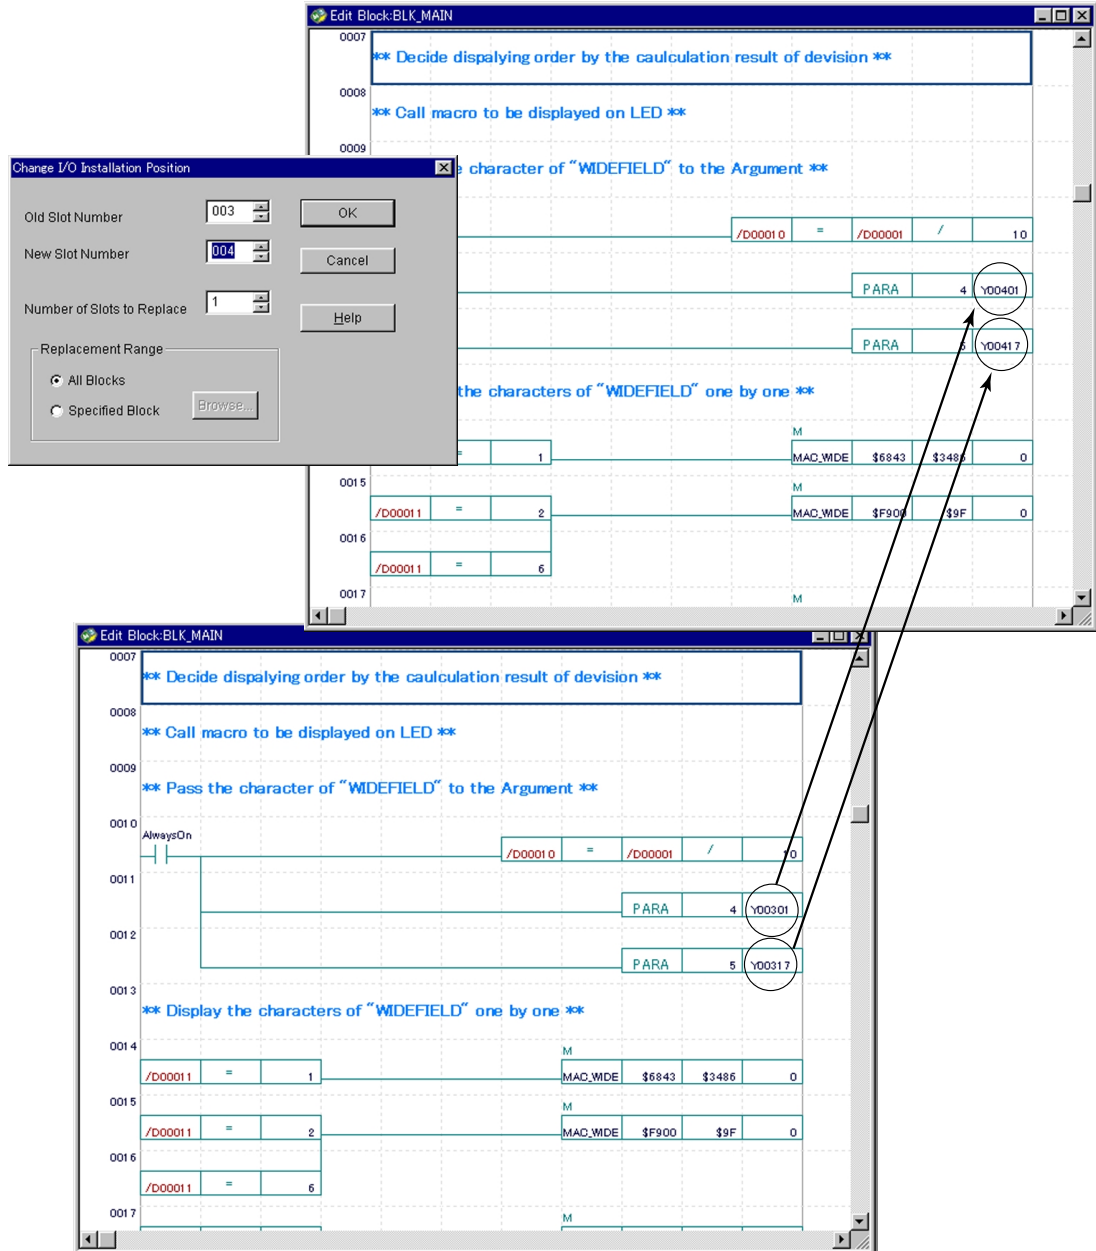 Edit Block:BLK_MAIN
0007
** Decide dispalying order by the caulculation result of devision **
0008
** Call macro to be displayed on LED **
0009
character of "WIDEFIELD" to the Argument **
/D00010 = /D00001 / 10
PARA 4 Y00401
PARA 5 Y00417
the characters of "WIDEFIELD" one by one **
M
= 1 MAC_WIDE $6843 $3486 0
0015
M
/D00011 = 2 MAC_WIDE $F900 $9F 0
0016
/D00011 = 6
0017
M
Change I/O Installation Position
Old Slot Number 003 OK
New Slot Number 004 Cancel
Number of Slots to Replace 1 Help
Replacement Range
All Blocks
Specified Block Browse...
Edit Block:BLK_MAIN
0007
** Decide dispalying order by the caulculation result of devision **
0008
** Call macro to be displayed on LED **
0009
** Pass the character of "WIDEFIELD" to the Argument **
0010
AlwaysOn
/D00010 = /D00001 / 10
0011
PARA 4 Y00301
0012
PARA 5 Y00317
0013
** Display the characters of "WIDEFIELD" one by one **
0014
M
/D00011 = 1 MAC_WIDE $6843 $3486 0
0015
M
/D00011 = 2 MAC_WIDE $F900 $9F 0
0016
/D00011 = 6
0017
M